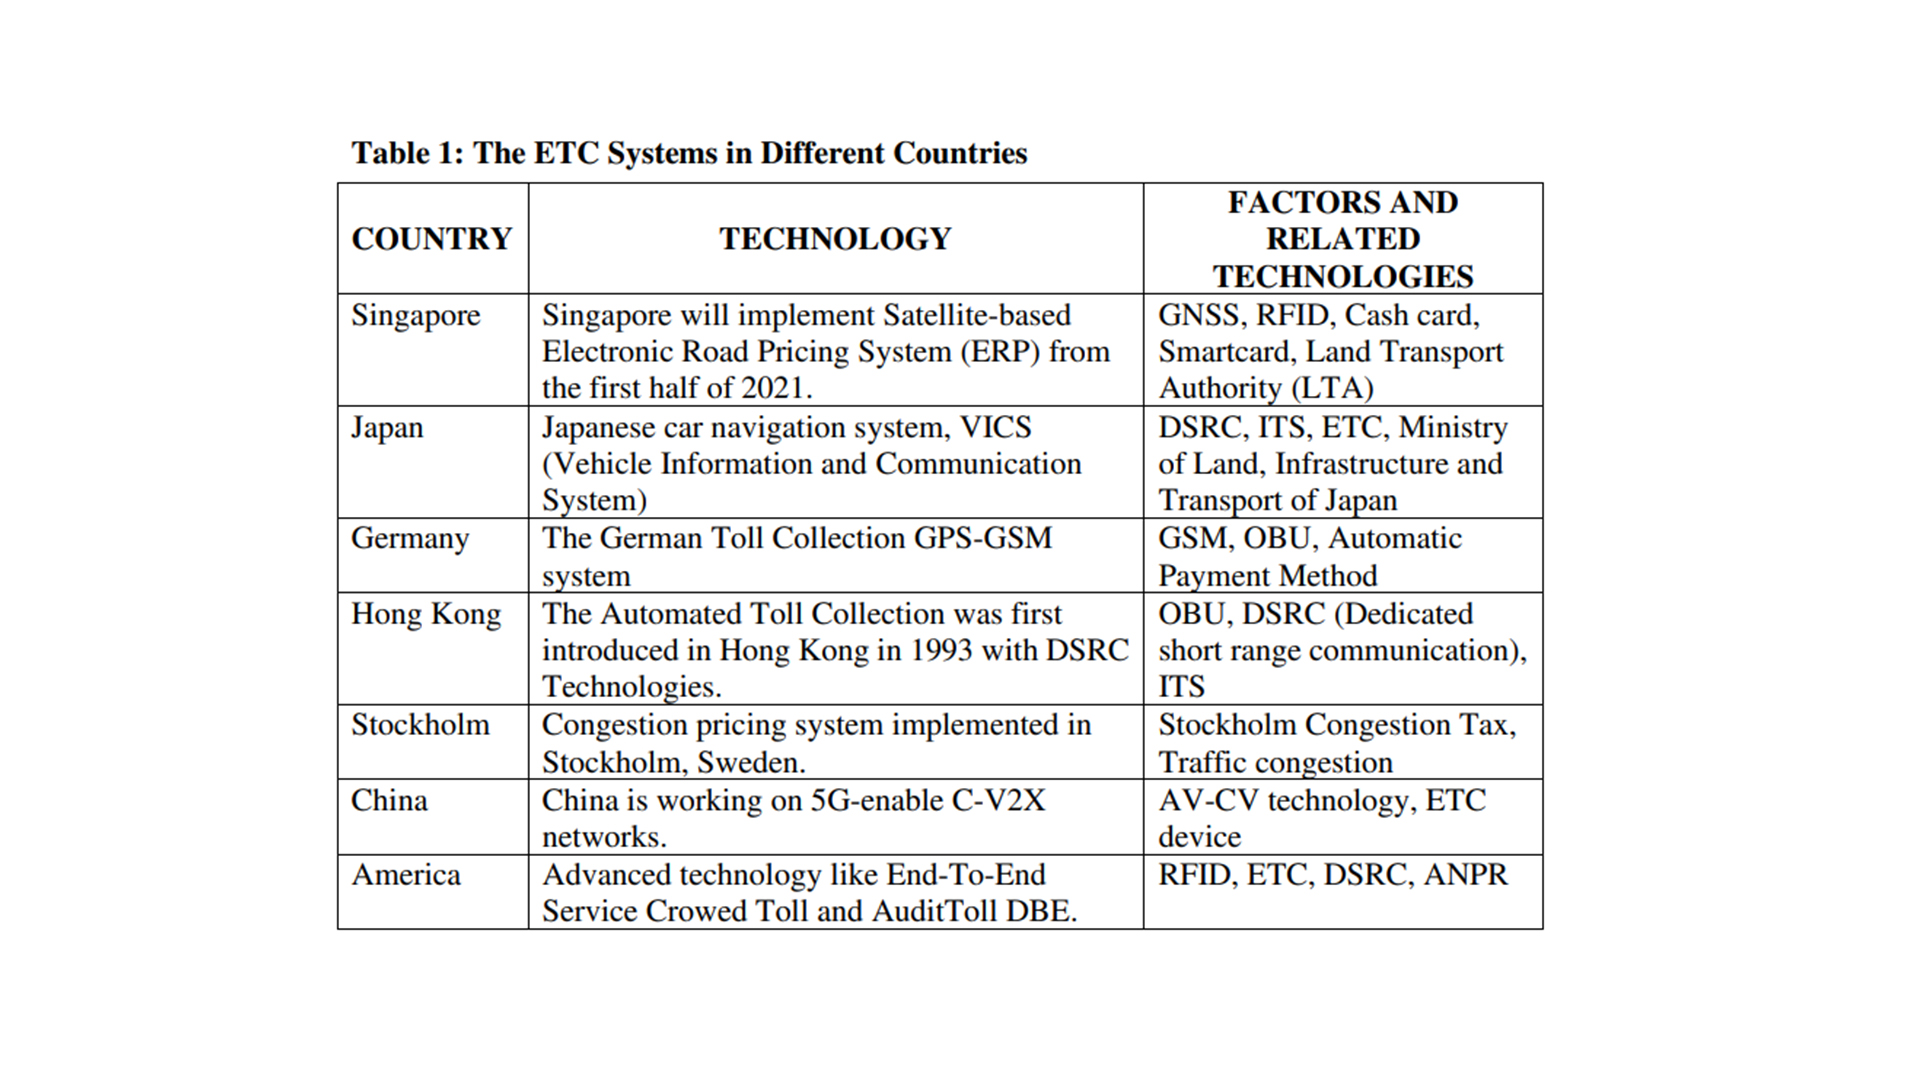 Table 1: The ETC Systems in Different Countries
COUNTRY
TECHNOLOGY
FACTORS AND
RELATED
TECHNOLOGIES
Singapore
Singapore will implement Satellite-based
Electronic Road Pricing System (ERP) from
the first half of 2021.
GNSS, RFID, Cash card,
Smartcard, Land Transport
Authority (LTA)
Japan
Japanese car navigation system, VICS
(Vehicle Information and Communication
System)
DSRC, ITS, ETC, Ministry
of Land, Infrastructure and
Transport of Japan
Germany
The German Toll Collection GPS-GSM
system
GSM, OBU, Automatic
Payment Method
Hong Kong
The Automated Toll Collection was first
introduced in Hong Kong in 1993 with DSRC
Technologies.
OBU, DSRC (Dedicated
short range communication),
ITS
Stockholm
Congestion pricing system implemented in
Stockholm, Sweden.
Stockholm Congestion Tax,
Traffic congestion
China
China is working on 5G-enable C-V2X
networks.
AV-CV technology, ETC
device
America
Advanced technology like End-To-End
Service Crowed Toll and AuditToll DBE.
RFID, ETC, DSRC, ANPR